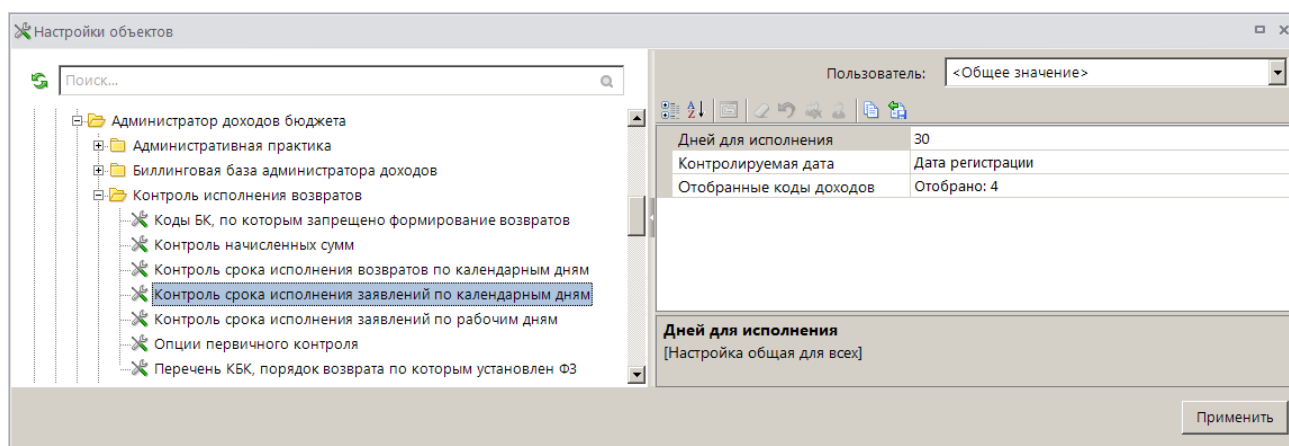 Настройки объектов
Поиск...
Администратор доходов бюджета
Административная практика
Биллинговая база администратора доходов
Контроль исполнения возвратов
Коды БК, по которым запрещено формирование возвратов
Контроль начисленных сумм
Контроль срока исполнения возвратов по календарным дням
Контроль срока исполнения заявлений по календарным дням
Контроль срока исполнения заявлений по рабочим дням
Опции первичного контроля
Перечень КБК, порядок возврата по которым установлен ФЗ
Пользователь: <Общее значение>
Дней для исполнения 30
Контролируемая дата Дата регистрации
Отобранные коды доходов Отобрано: 4
Дней для исполнения
[Настройка общая для всех]
Применить